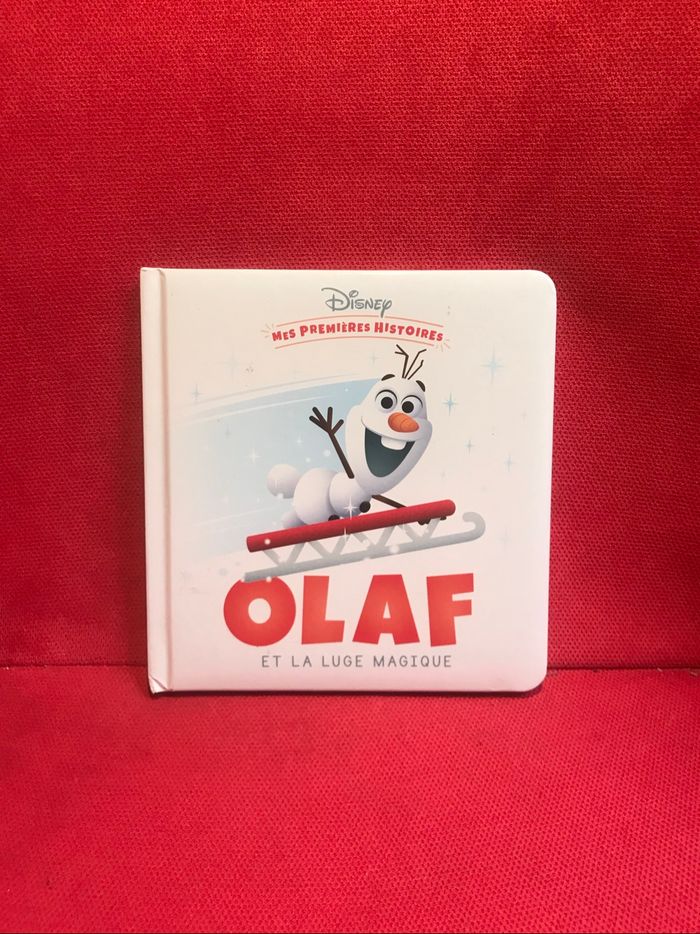 Disney
MES PREMIÈRES HISTOIRES
OLAF
ET LA LUGE MAGIQUE